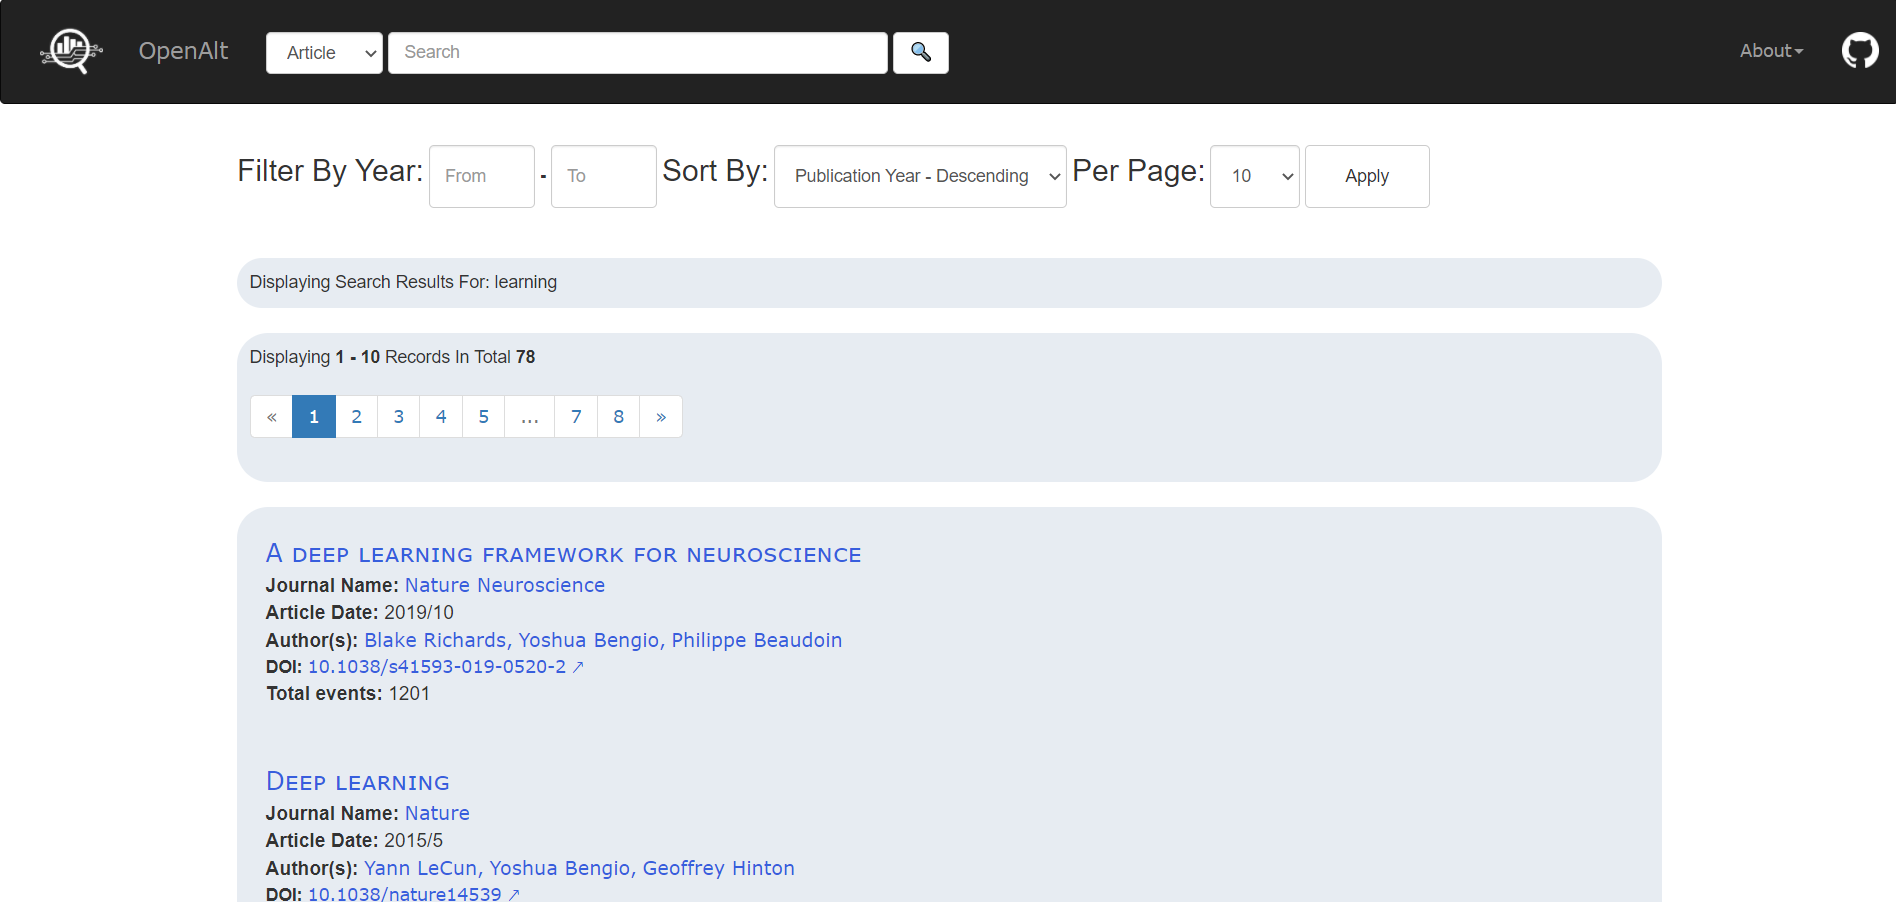 OpenAlt Article Search About
Filter By Year: From - To Sort By: Publication Year - Descending Per Page: 10 Apply
Displaying Search Results For: learning
Displaying 1 - 10 Records In Total 78
« 1 2 3 4 5 ... 7 8 »
A DEEP LEARNING FRAMEWORK FOR NEUROSCIENCE
Journal Name: Nature Neuroscience
Article Date: 2019/10
Author(s): Blake Richards, Yoshua Bengio, Philippe Beaudoin
DOI: 10.1038/s41593-019-0520-2 ↗
Total events: 1201
DEEP LEARNING
Journal Name: Nature
Article Date: 2015/5
Author(s): Yann LeCun, Yoshua Bengio, Geoffrey Hinton
DOI: 10.1038/nature14539 ↗